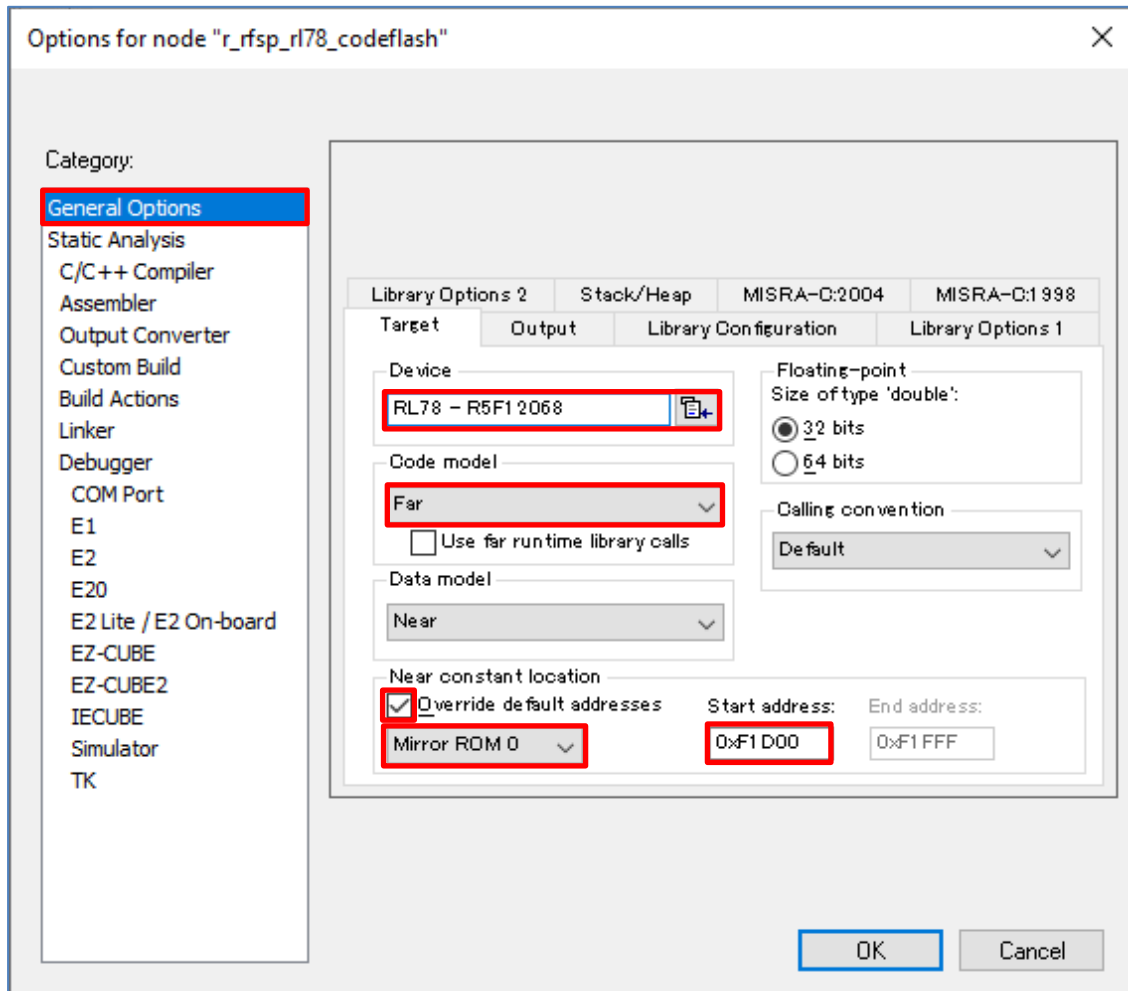 Options for node "r_rfsp_rl78_codeflash"
Category:
General Options
Static Analysis
C/C++ Compiler
Assembler
Output Converter
Custom Build
Build Actions
Linker
Debugger
COM Port
E1
E2
E20
E2 Lite / E2 On-board
EZ-CUBE
EZ-CUBE2
IECUBE
Simulator
TK
Library Options 2 Stack/Heap MISRA-C:2004 MISRA-C:1998
Target Output Library Configuration Library Options 1
Device
RL78 - R5F12068
Code model
Far
Use far runtime library calls
Data model
Near
Floating-point
Size of type 'double':
32 bits
64 bits
Calling convention
Default
Near constant location
Override default addresses Start address: End address:
Mirror ROM 0 0xF1D00 0xF1FFF
OK Cancel